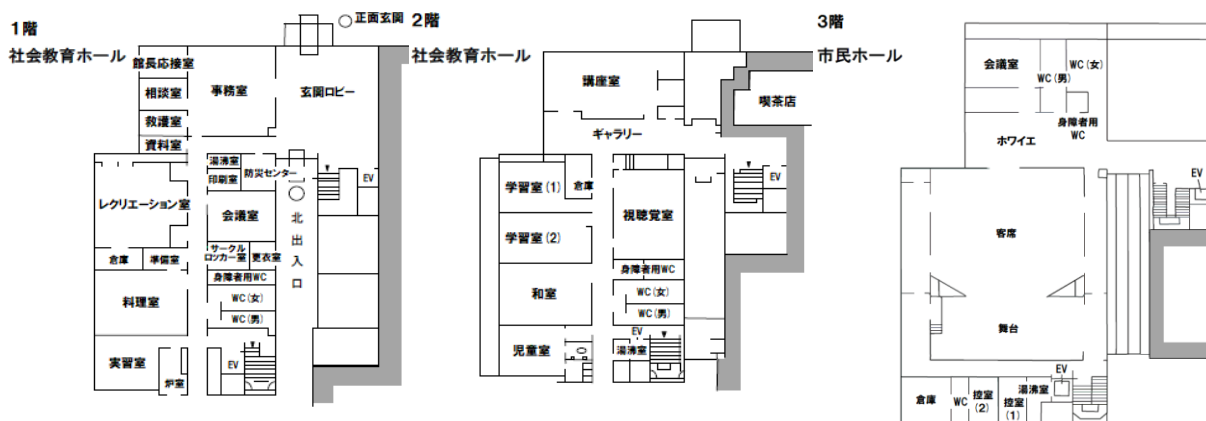 1階
社会教育ホール
○正面玄関
館長応接室
相談室
救護室
資料室
事務室
玄関ロビー
湯沸室
印刷室
防災センター
EV
レクリエーション室
会議室
北出入口
サークル
ロッカー室
更衣室
倉庫
準備室
身障者用WC
WC(女)
WC(男)
料理室
実習室
炉室
EV
2階
社会教育ホール
講座室
喫茶店
ギャラリー
学習室(1)
倉庫
視聴覚室
EV
学習室(2)
身障者用WC
和室
WC(女)
WC(男)
EV
児童室
湯沸室
3階
市民ホール
会議室
WC(男)
WC(女)
身障者用
WC
ホワイエ
EV
客席
舞台
EV
倉庫
WC
控室
(2)
控室
(1)
湯沸室